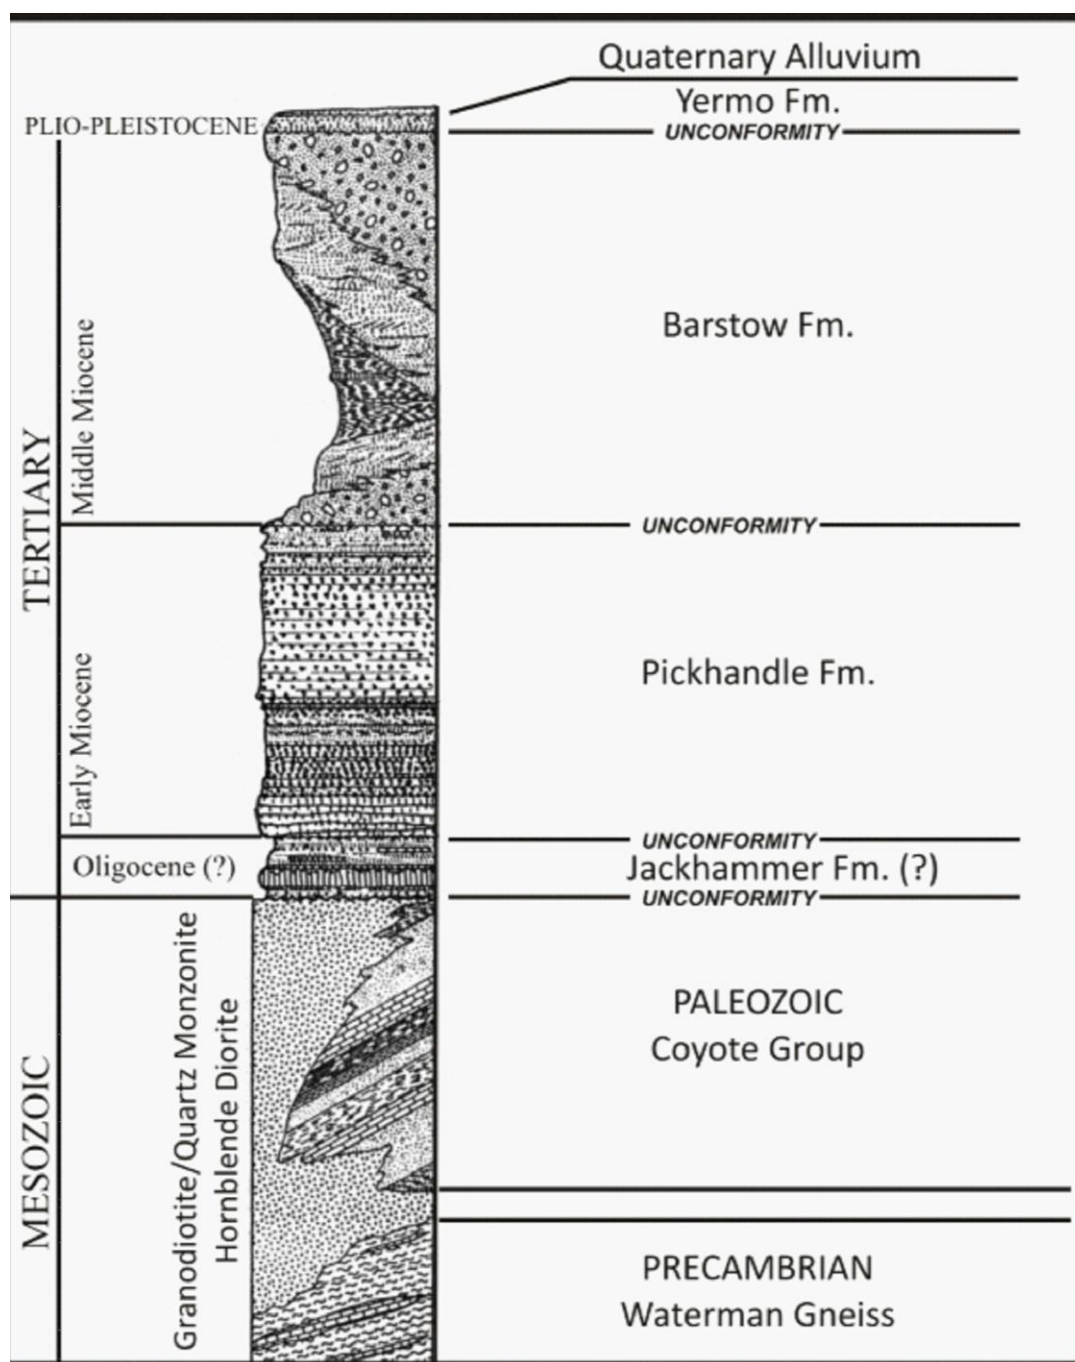 Quaternary Alluvium
Yermo Fm.
PLIO-PLEISTOCENE
UNCONFORMITY
Barstow Fm.
Middle Miocene
TERTIARY
UNCONFORMITY
Pickhandle Fm.
Early Miocene
UNCONFORMITY
Oligocene (?)
Jackhammer Fm. (?)
UNCONFORMITY
Granodiotite/Quartz Monzonite
Hornblende Diorite
PALEOZOIC
Coyote Group
MESOZOIC
PRECAMBRIAN
Waterman Gneiss